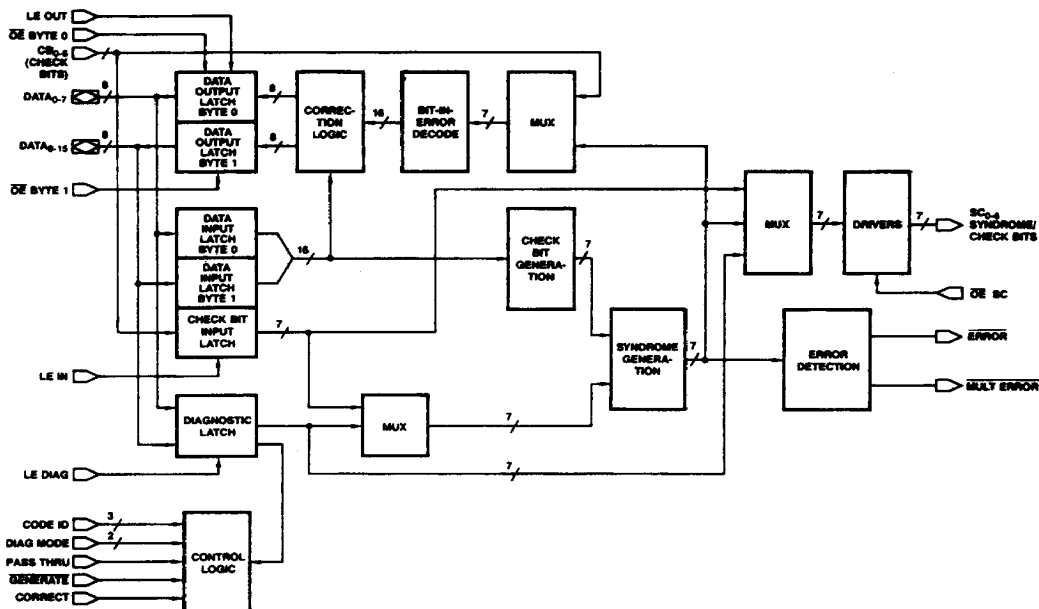 LE OUT
OE BYTE 0
CB0-6
(CHECK
BITS)
DATA0-7
8
DATA8-15
8
OE BYTE 1
DATA
OUTPUT
LATCH
BYTE 0
DATA
OUTPUT
LATCH
BYTE 1
8
8
CORREC-
TION
LOGIC
16
BIT-IN-
ERROR
DECODE
7
MUX
DATA
INPUT
LATCH
BYTE 0
DATA
INPUT
LATCH
BYTE 1
CHECK BIT
INPUT
LATCH
16
7
CHECK
BIT
GENERA-
TION
7
MUX
7
DRIVERS
7
SC0-6
SYNDROME/
CHECK BITS
OE SC
LE IN
SYNDROME
GENERA-
TION
7
ERROR
DETECTION
ERROR
MULT ERROR
DIAGNOSTIC
LATCH
MUX
7
7
LE DIAG
CODE ID
3
DIAG MODE
2
PASS THRU
GENERATE
CORRECT
CONTROL
LOGIC